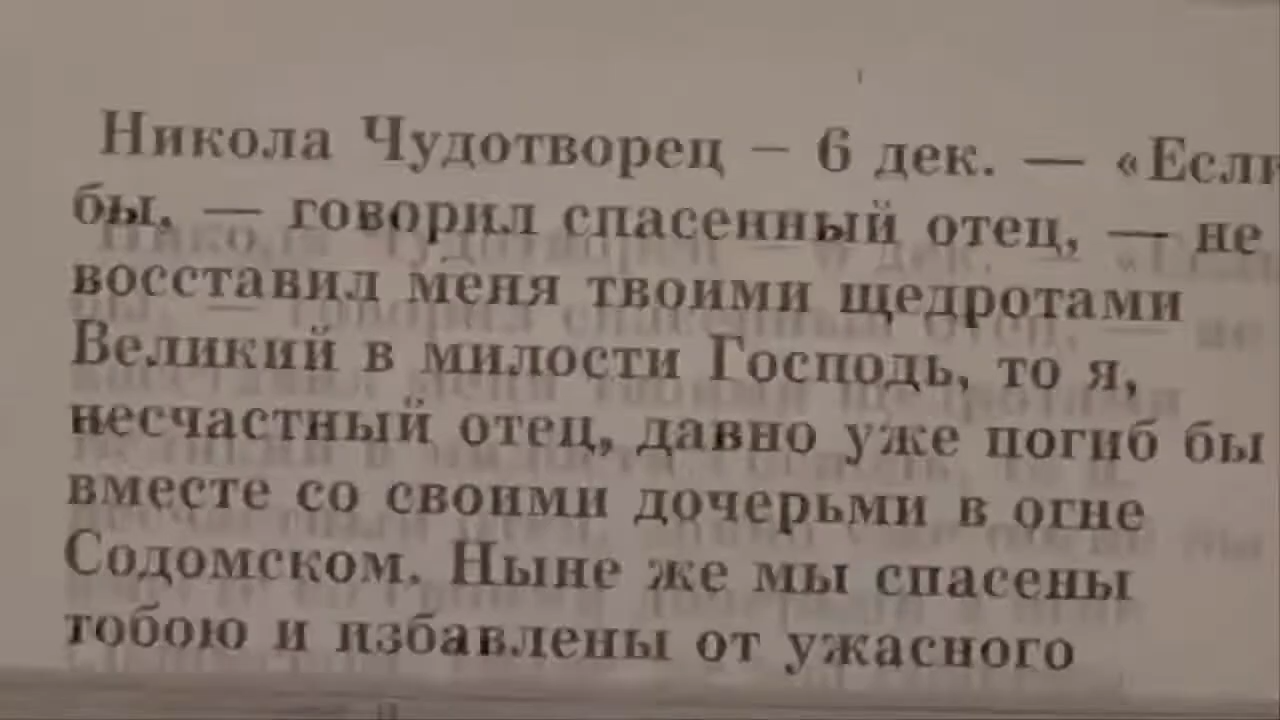 Никола Чудотворец – 6 дек. — «Если
бы, — говорил спасенный отец, — не
восставил меня твоими щедротами
Великий в милости Господь, то я,
несчастный отец, давно уже погиб бы
вместе со своими дочерьми в огне
Содомском. Ныне же мы спасены
тобою и избавлены от ужасного